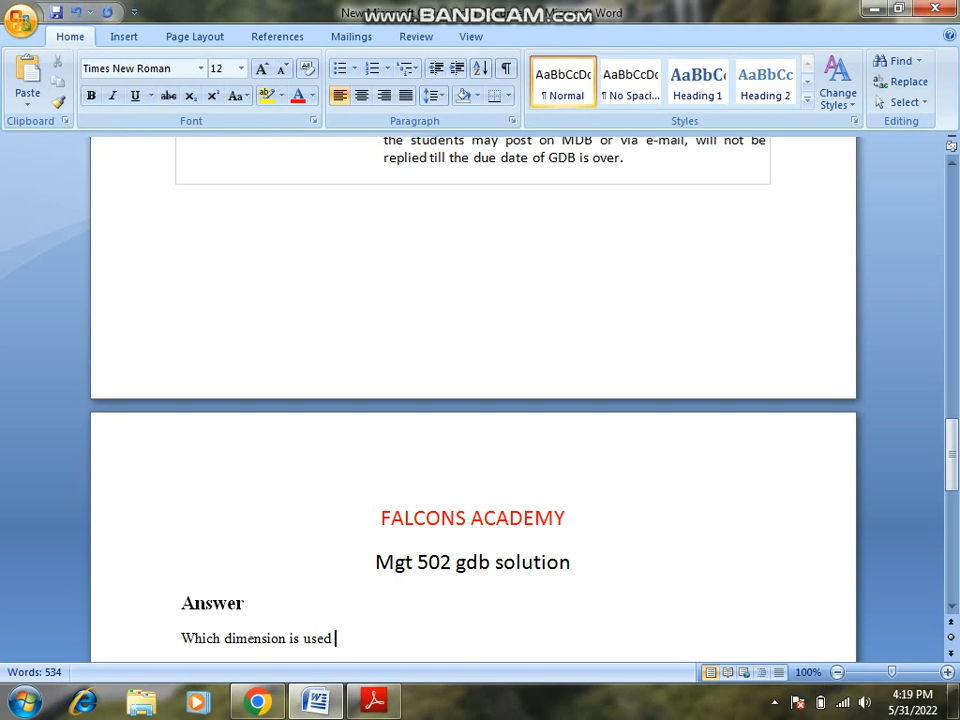 New Microsoft
Microsoft Word
www.BANDICAM.com
Home Insert Page Layout References Mailings Review View
Paste
Times New Roman 12
AaBbCcDc AaBbCcDc AaBbC AaBbCc
¶ Normal ¶ No Spaci... Heading 1 Heading 2
Change
Styles
Find
Replace
Select
Clipboard Font Paragraph Styles Editing
the students may post on MDB or via e-mail, will not be
replied till the due date of GDB is over.
FALCONS ACADEMY
Mgt 502 gdb solution
Answer
Which dimension is used
Words: 534 100%
4:19 PM
5/31/2022